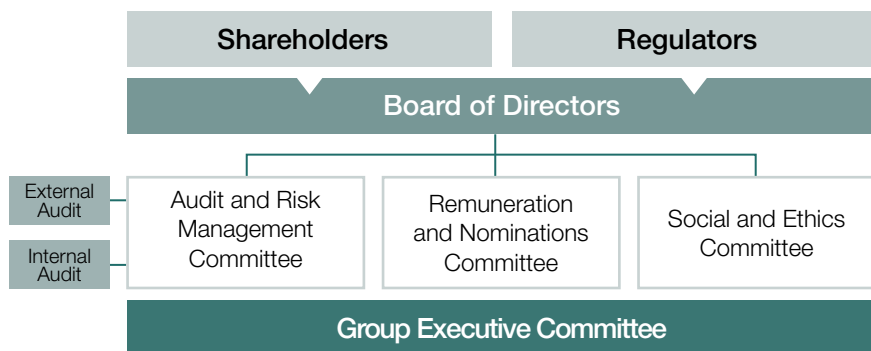 Shareholders
Regulators
Board of Directors
External
Audit
Internal
Audit
Audit and Risk
Management
Committee
Remuneration
and Nominations
Committee
Social and Ethics
Committee
Group Executive Committee